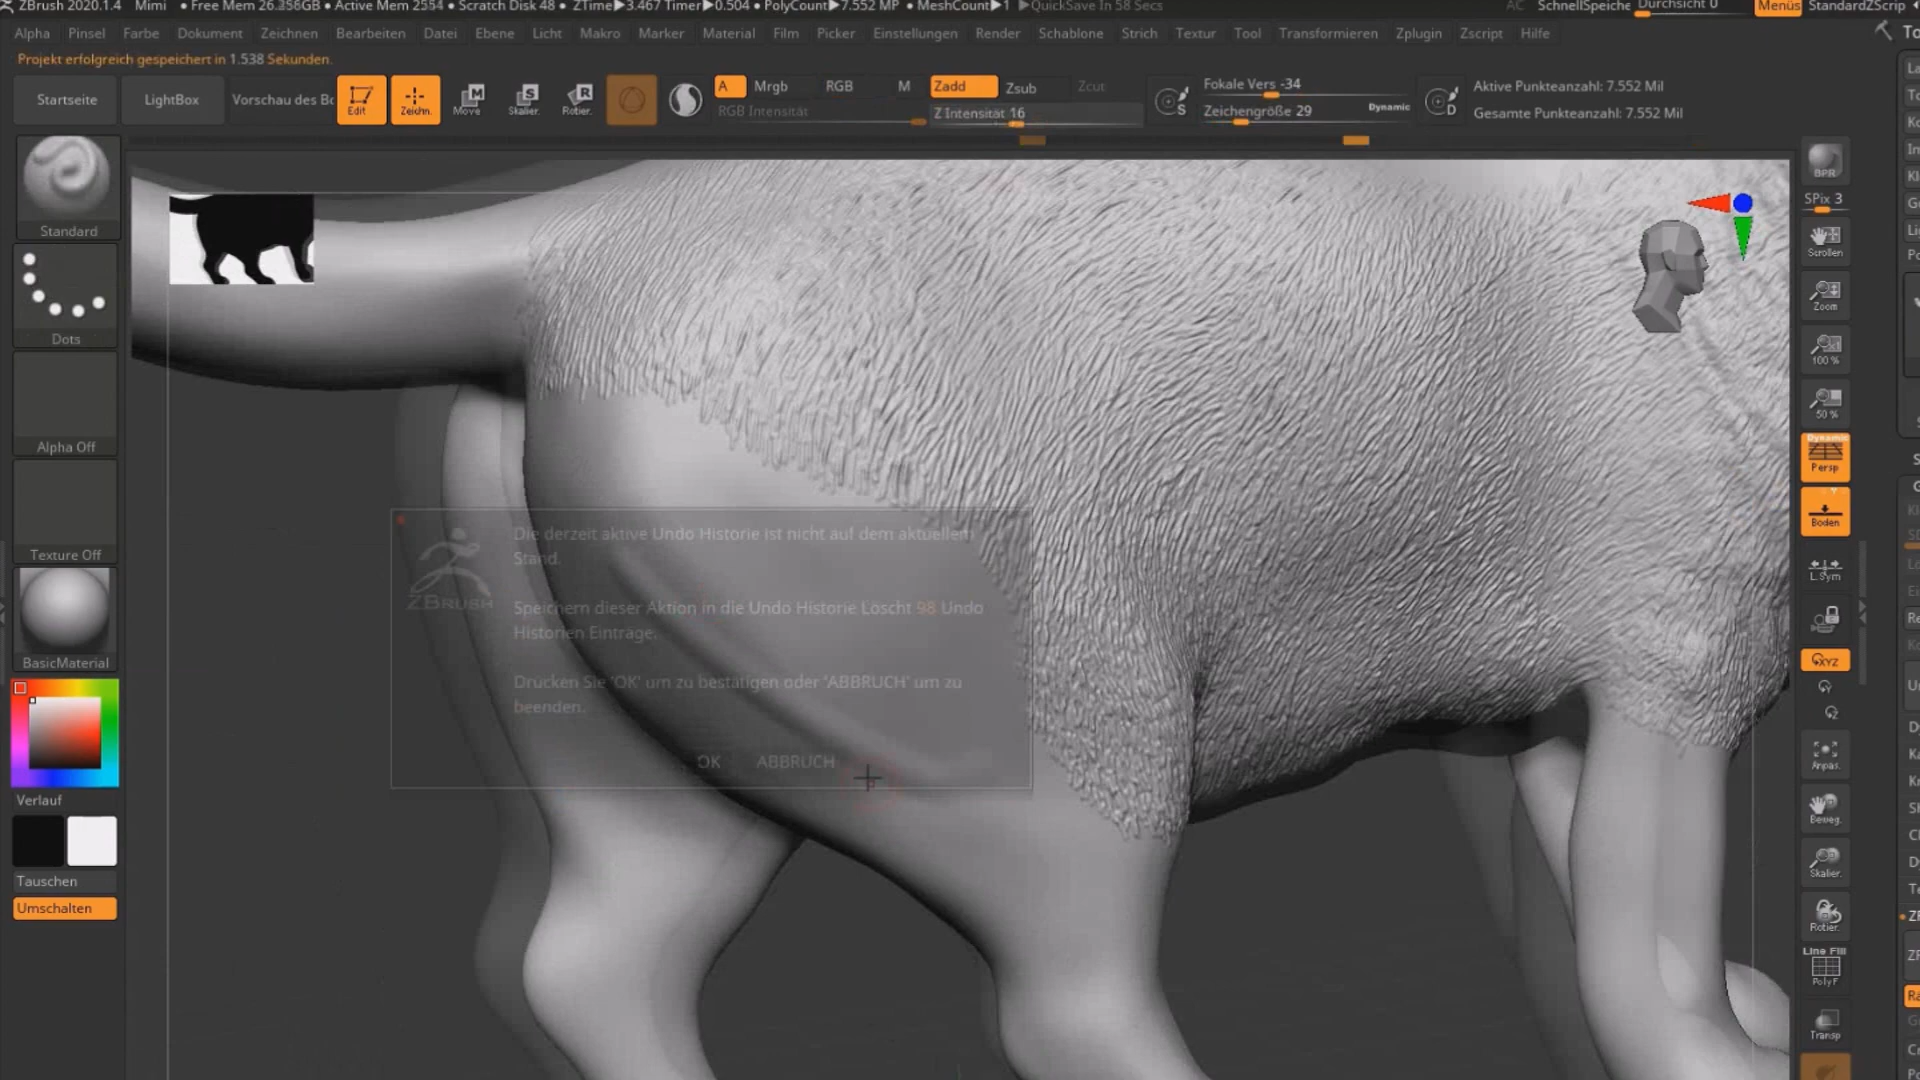 ZBrush 2020.1.4 Mimi • Free Mem 26.358GB • Active Mem 2554 • Scratch Disk 48 • ZTime▶3.467 Timer▶0.504 • PolyCount▶7.552 MP • MeshCount▶1 ▶QuickSave In 58 Secs AC SchnellSpeiche Durchsicht 0 Menüs StandardZScrip
Alpha Pinsel Farbe Dokument Zeichnen Bearbeiten Datei Ebene Licht Makro Marker Material Film Picker Einstellungen Render Schablone Strich Textur Tool Transformieren Zplugin Zscript Hilfe
Projekt erfolgreich gespeichert in 1.538 Sekunden.
Startseite LightBox Vorschau des Bo Edit Zeichn. Move Skalier. Rotier. A Mrgb RGB M Zadd Zsub Zcut
RGB Intensität Z Intensität 16
Fokale Vers -34
Zeichengröße 29 Dynamic
Aktive Punkteanzahl: 7.552 Mil
Gesamte Punkteanzahl: 7.552 Mil
Standard
Dots
Alpha Off
Texture Off
BasicMaterial
Verlauf
Tauschen
Umschalten
Die derzeit aktive Undo Historie ist nicht auf dem aktuellem
Stand.
ZBRUSH
Speichern dieser Aktion in die Undo Historie Löscht 98 Undo
Historien Einträge.
Drücken Sie 'OK' um zu bestätigen oder 'ABBRUCH' um zu
beenden.
OK ABBRUCH
BPR
SPix 3
Scrollen
Zoom
100 %
50 %
Dynamic
Persp
Boden
L.Sym
XYZ
Anpas.
Beweg.
Skalier.
Rotier.
Line Fill
PolyF
Transp